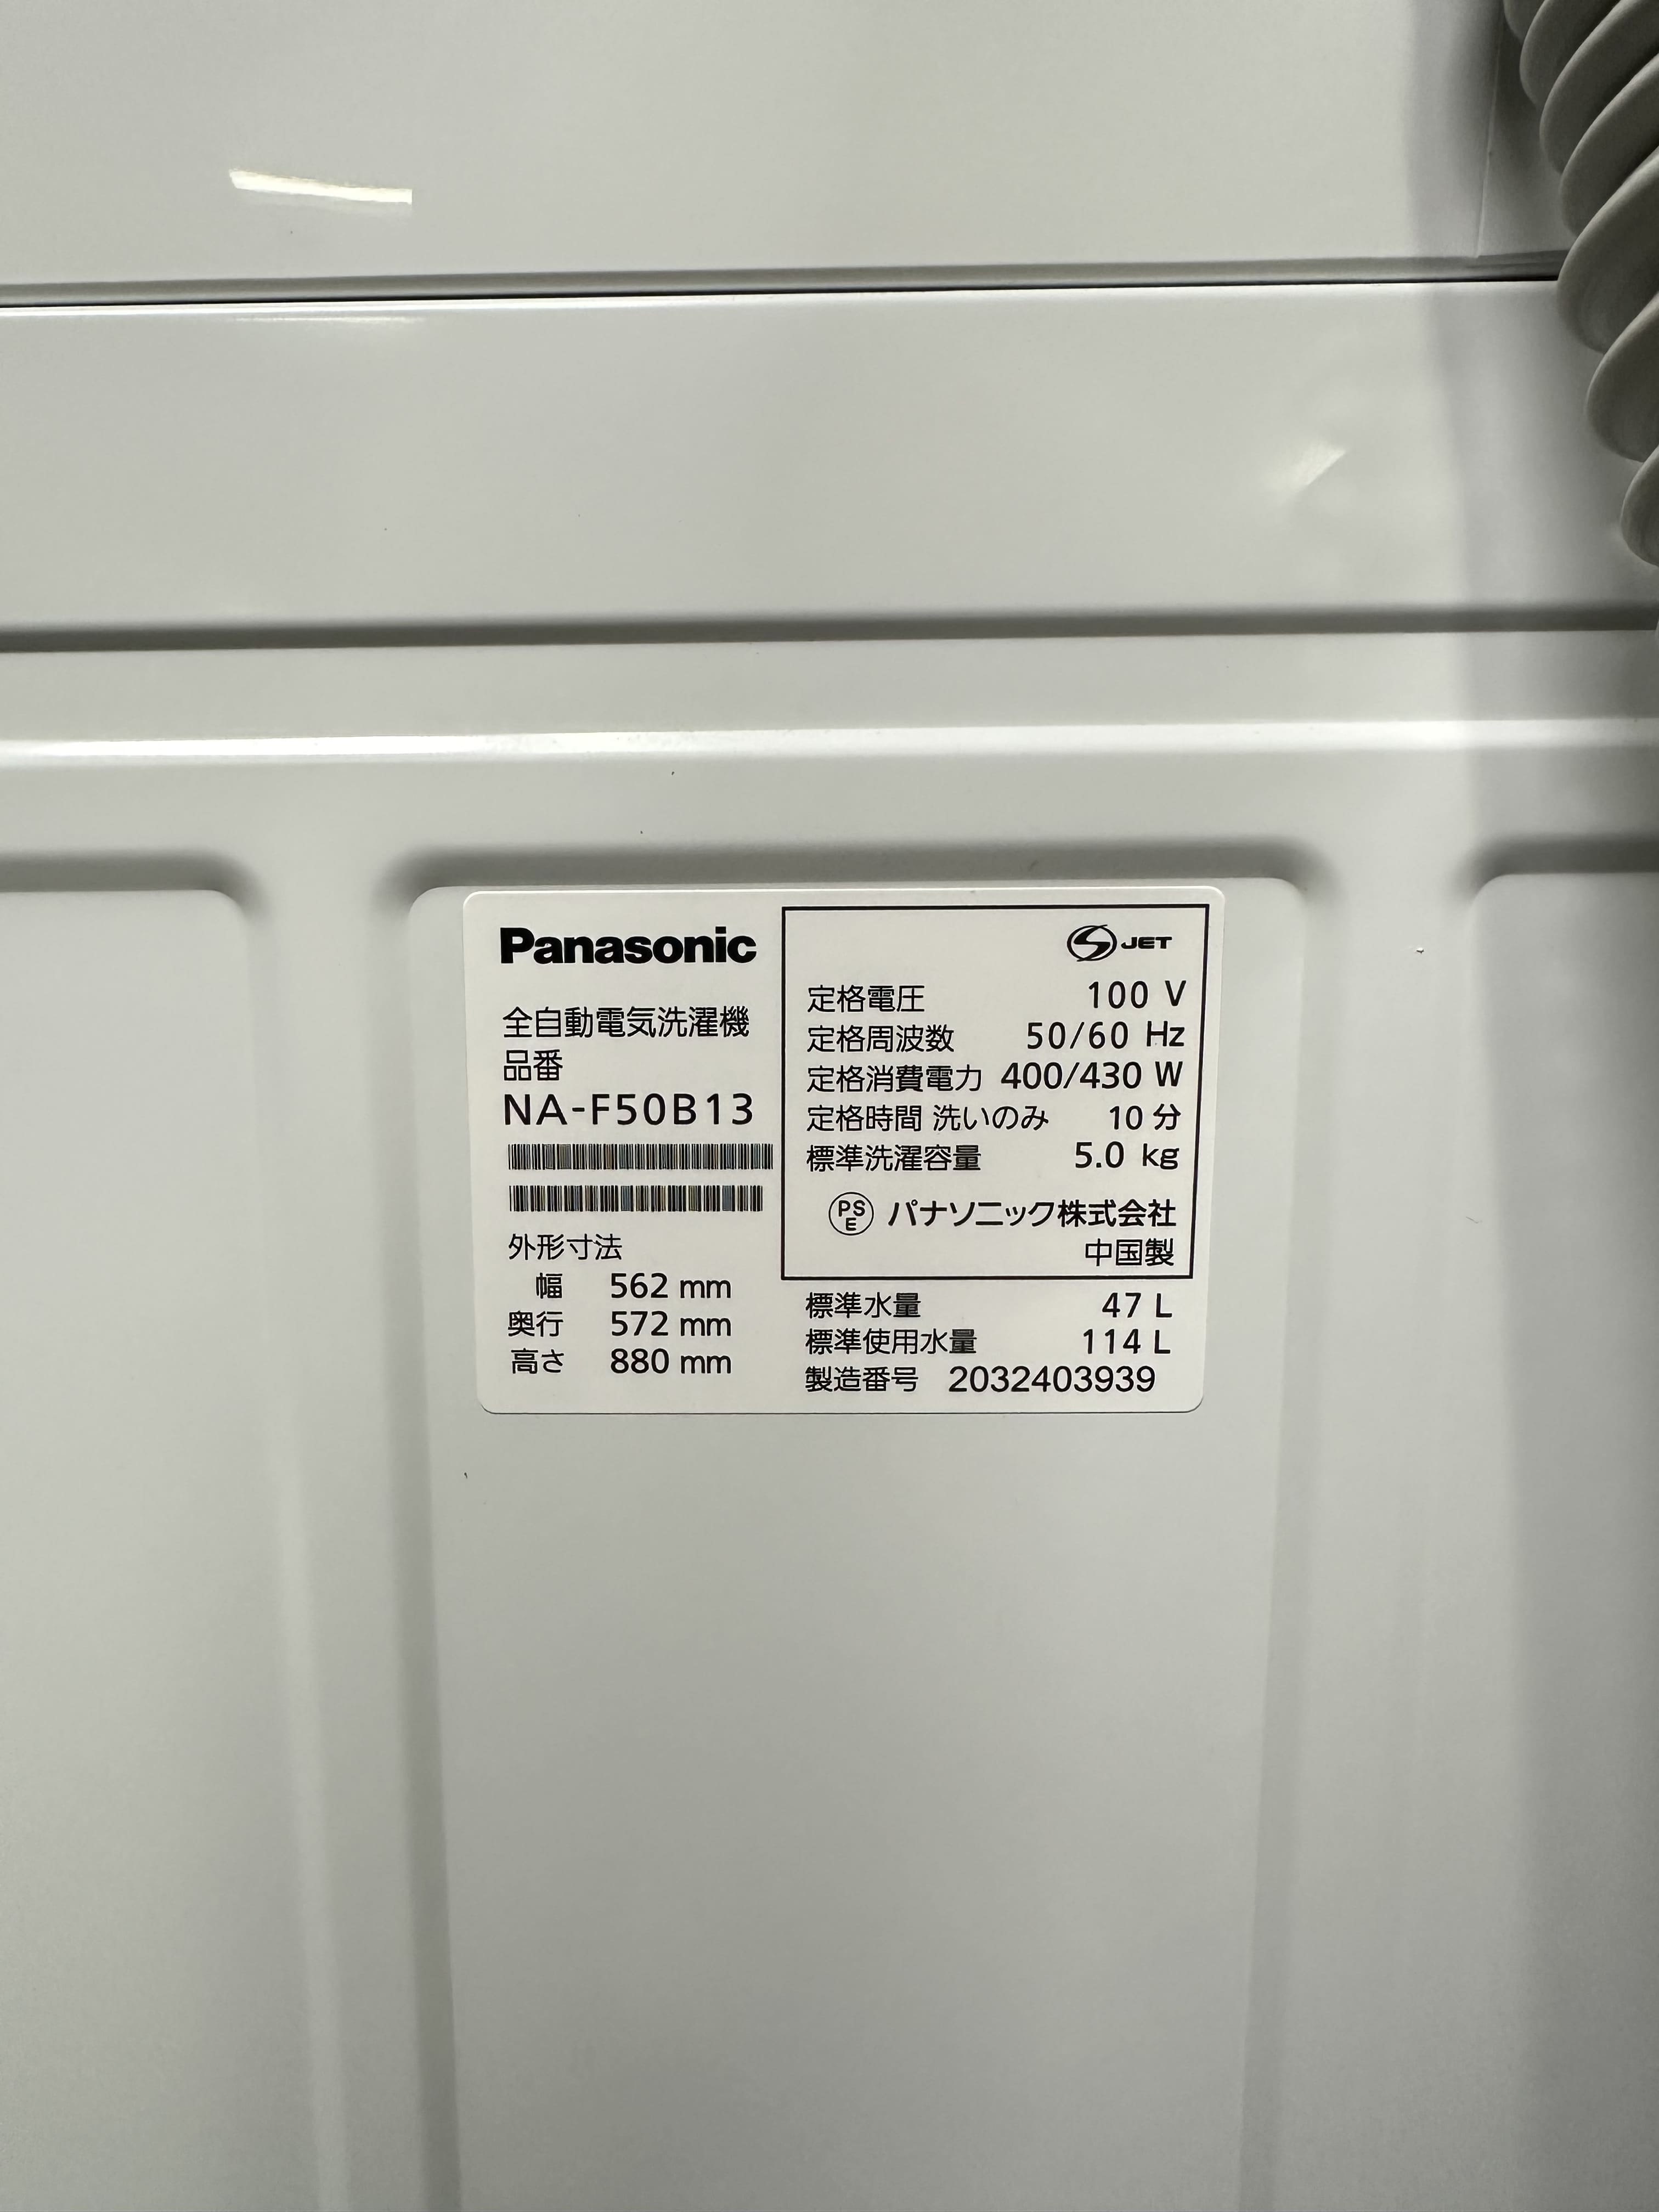 Panasonic
全自動電気洗濯機
品番
NA-F50B13
外形寸法
幅 562 mm
奥行 572 mm
高さ 880 mm
S JET
定格電圧 100 V
定格周波数 50/60 Hz
定格消費電力 400/430 W
定格時間 洗いのみ 10 分
標準洗濯容量 5.0 kg
PSE パナソニック株式会社
中国製
標準水量 47 L
標準使用水量 114 L
製造番号 2032403939